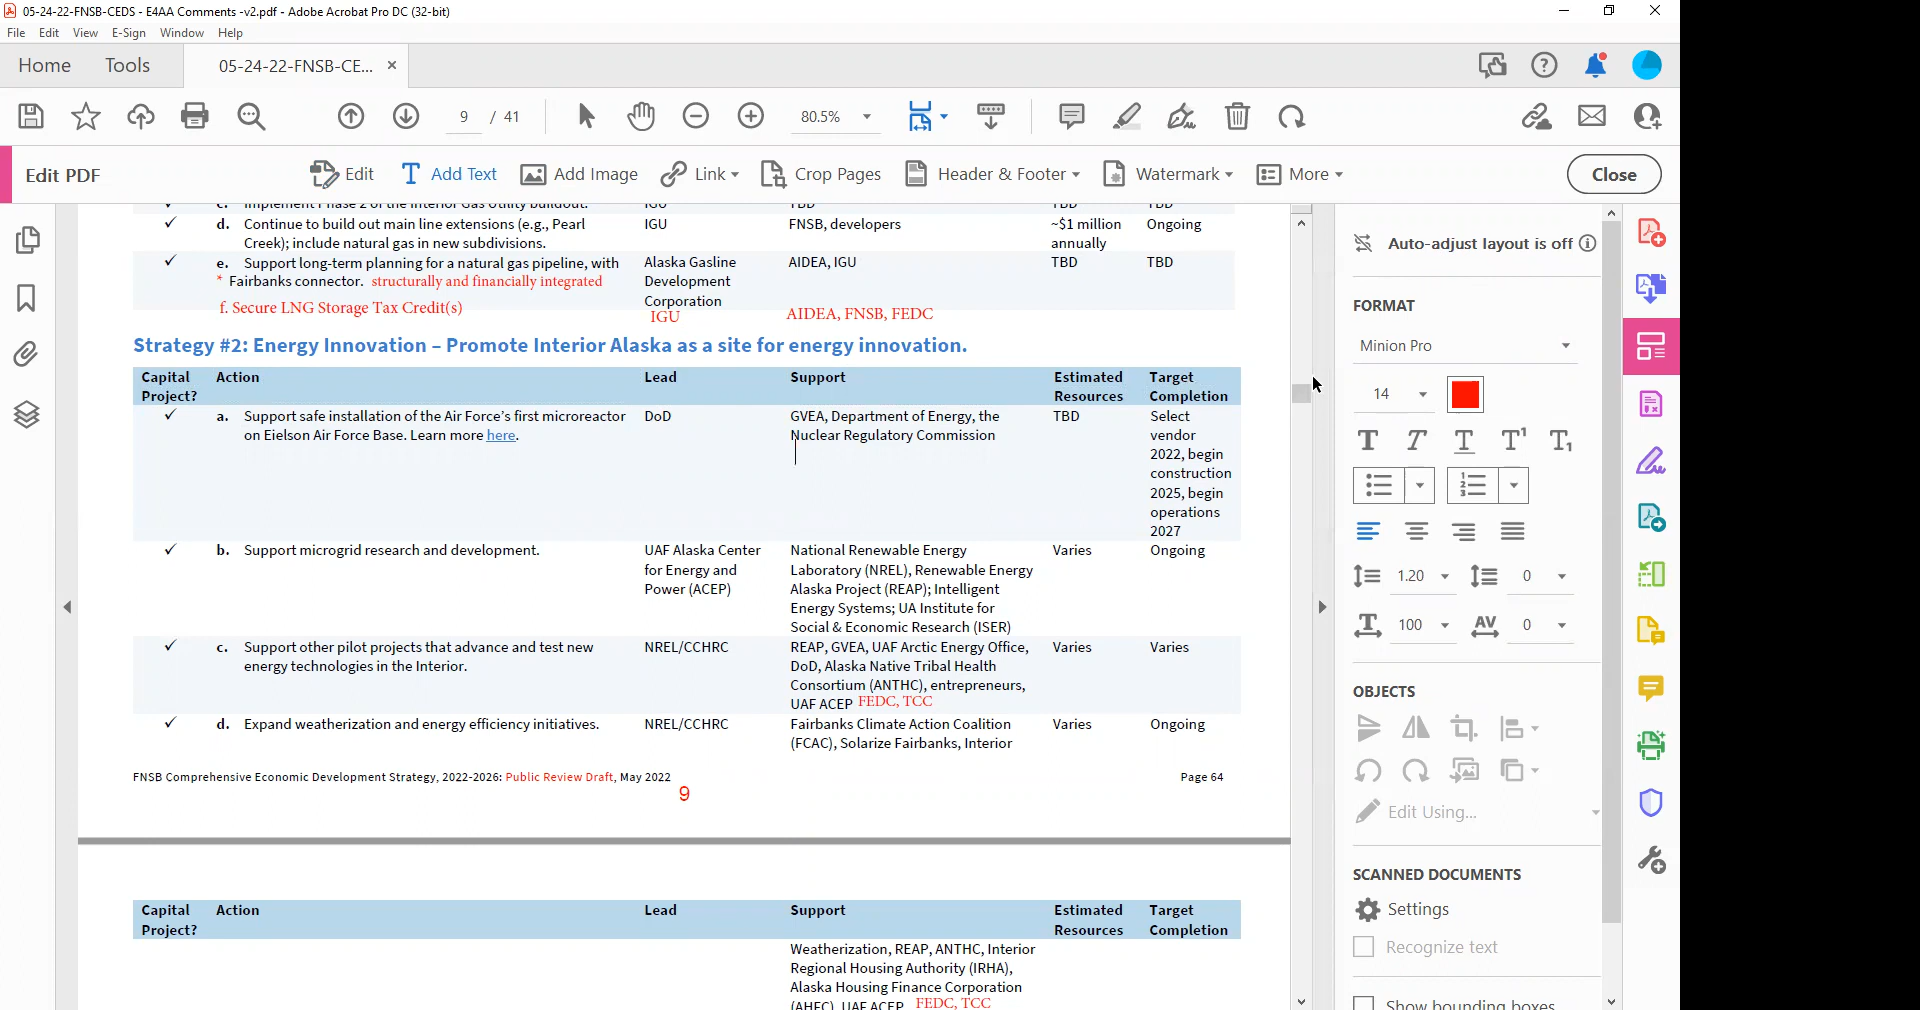 05-24-22-FNSB-CEDS - E4AA Comments -v2.pdf - Adobe Acrobat Pro DC (32-bit)
File Edit View E-Sign Window Help
Home Tools 05-24-22-FNSB-CE... ×
9 / 41 80.5%
Edit PDF Edit Add Text Add Image Link Crop Pages Header & Footer Watermark More Close
c. Implement Phase 2 of the Interior Gas Utility buildout. IGU TBD TBD TBD
✓ d. Continue to build out main line extensions (e.g., Pearl IGU FNSB, developers ~$1 million Ongoing
Creek); include natural gas in new subdivisions. annually
✓ e. Support long-term planning for a natural gas pipeline, with Alaska Gasline AIDEA, IGU TBD TBD
* Fairbanks connector. structurally and financially integrated Development
Corporation
f. Secure LNG Storage Tax Credit(s) IGU AIDEA, FNSB, FEDC
Strategy #2: Energy Innovation – Promote Interior Alaska as a site for energy innovation.
Capital Action Lead Support Estimated Target
Project? Resources Completion
✓ a. Support safe installation of the Air Force's first microreactor DoD GVEA, Department of Energy, the TBD Select
on Eielson Air Force Base. Learn more here. Nuclear Regulatory Commission vendor
2022, begin
construction
2025, begin
operations
2027
✓ b. Support microgrid research and development. UAF Alaska Center National Renewable Energy Varies Ongoing
for Energy and Laboratory (NREL), Renewable Energy
Power (ACEP) Alaska Project (REAP); Intelligent
Energy Systems; UA Institute for
Social & Economic Research (ISER)
✓ c. Support other pilot projects that advance and test new NREL/CCHRC REAP, GVEA, UAF Arctic Energy Office, Varies Varies
energy technologies in the Interior. DoD, Alaska Native Tribal Health
Consortium (ANTHC), entrepreneurs,
UAF ACEP FEDC, TCC
✓ d. Expand weatherization and energy efficiency initiatives. NREL/CCHRC Fairbanks Climate Action Coalition Varies Ongoing
(FCAC), Solarize Fairbanks, Interior
FNSB Comprehensive Economic Development Strategy, 2022-2026: Public Review Draft, May 2022 Page 64
9
Capital Action Lead Support Estimated Target
Project? Resources Completion
Weatherization, REAP, ANTHC, Interior
Regional Housing Authority (IRHA),
Alaska Housing Finance Corporation
(AHFC), UAF ACEP FEDC, TCC
Auto-adjust layout is off
FORMAT
Minion Pro
14
T T T T¹ T₁
1.20 0
100 AV 0
OBJECTS
Edit Using...
SCANNED DOCUMENTS
Settings
Recognize text
Show bounding boxes